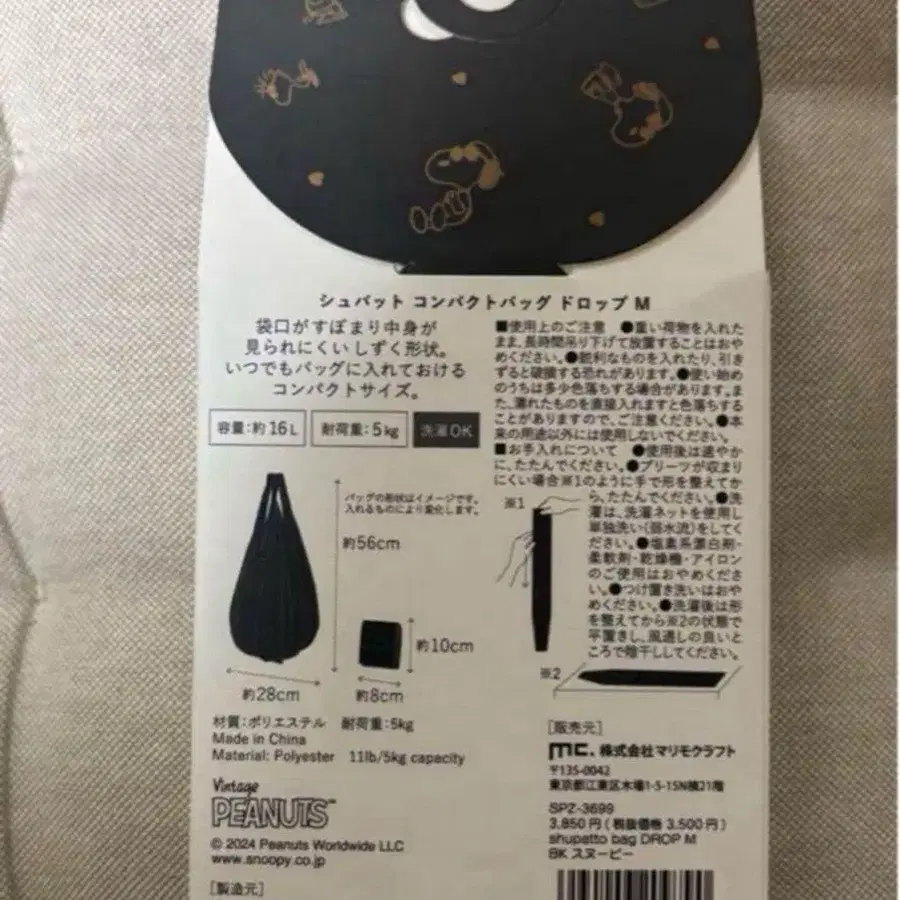 シュパット コンパクトバッグ ドロップ M
袋口がすぼまり中身が
見られにくいしずく形状。
いつでもバッグに入れておける
コンパクトサイズ。
容量:約16L
耐荷重:5kg
洗濯OK
バッグの形状はイメージです。
入れるものにより変化します。
約56cm
約10cm
約28cm
約8cm
材質:ポリエステル 耐荷重:5kg
Made in China
Material: Polyester 11lb/5kg capacity
Vintage
PEANUTS™
© 2024 Peanuts Worldwide LLC
www.snoopy.co.jp
[製造元]
■使用上のご注意 ●重い荷物を入れた
まま、長時間吊り下げて放置することはおや
めください。●鋭利なものを入れたり、引き
ずると破損する恐れがあります。●使い始め
のうちは多少色落ちする場合があります。ま
た、濡れたものを直接入れますと色落ちする
ことがありますので、ご注意ください。●本
来の用途以外には使用しないでください。
■お手入れについて ●使用後は速やか
に、たたんでください。●プリーツが収まり
にくい場合※1のように手で形を整えてか
ら、たたんでください。●洗
濯は、洗濯ネットを使用し
単独洗い(弱水流)をしてく
ださい。●塩素系漂白剤・
柔軟剤・乾燥機・アイロン
のご使用はおやめくださ
い。●つけ置き洗いはおや
めください。●洗濯後は形
を整えてから※2の状態で
平置きし、風通しの良いと
ころで陰干ししてください。
※1
※2
[販売元]
mc. 株式会社マリモクラフト
〒135-0042
東京都江東区木場1-5-15N棟21階
SPZ-3699
3,850円(税抜価格 3,500円)
shupatto bag DROP M
BK スヌーピー